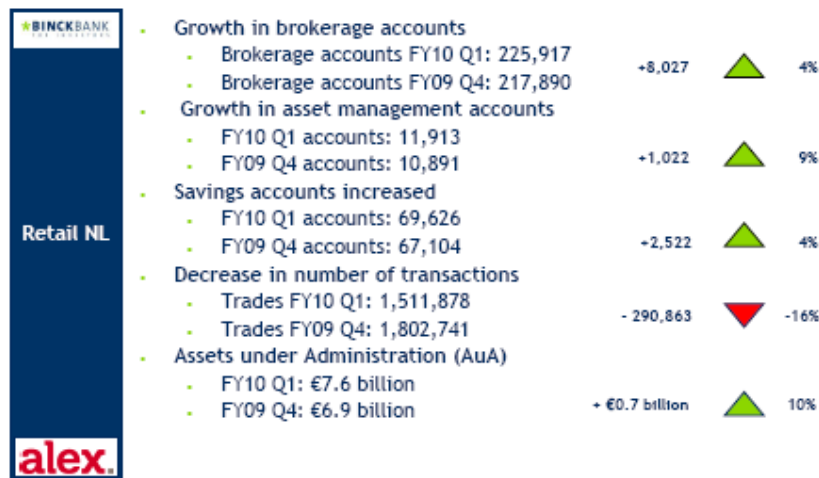 BINCKBANK
FOR INVESTORS
Growth in brokerage accounts
Brokerage accounts FY10 Q1: 225,917
Brokerage accounts FY09 Q4: 217,890
+8,027 4%
Growth in asset management accounts
FY10 Q1 accounts: 11,913
FY09 Q4 accounts: 10,891
+1,022 9%
Savings accounts increased
FY10 Q1 accounts: 69,626
FY09 Q4 accounts: 67,104
+2,522 4%
Retail NL
Decrease in number of transactions
Trades FY10 Q1: 1,511,878
Trades FY09 Q4: 1,802,741
- 290,863 -16%
Assets under Administration (AuA)
FY10 Q1: €7.6 billion
FY09 Q4: €6.9 billion
+ €0.7 billion 10%
alex.